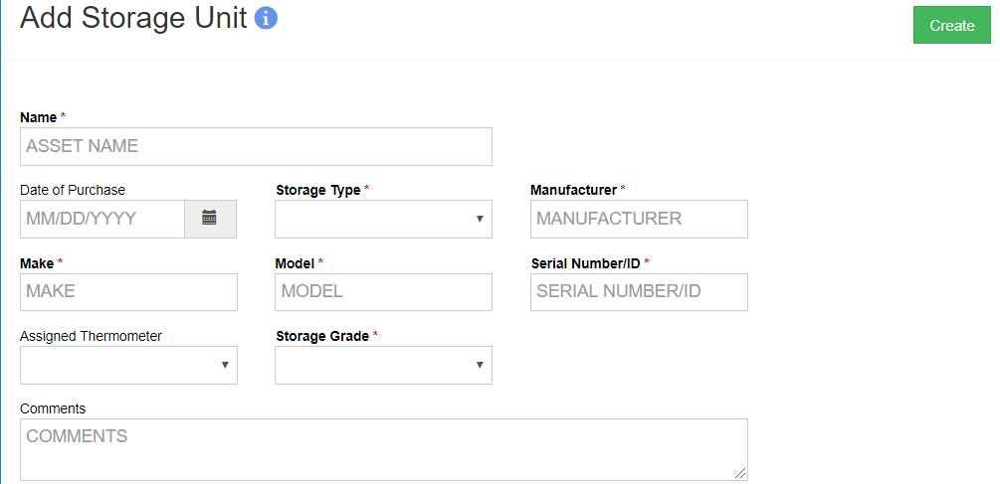 Add Storage Unit i
Create
Name *
ASSET NAME
Date of Purchase Storage Type * Manufacturer *
MM/DD/YYYY MANUFACTURER
Make * Model * Serial Number/ID *
MAKE MODEL SERIAL NUMBER/ID
Assigned Thermometer Storage Grade *
Comments
COMMENTS